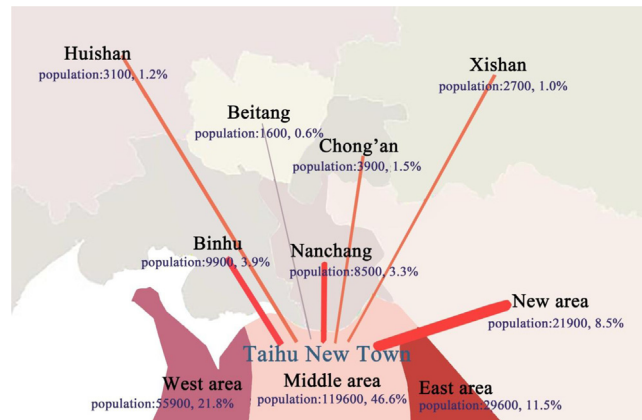 Huishan
population:3100, 1.2%
Xishan
population:2700, 1.0%
Beitang
population:1600, 0.6%
Chong'an
population:3900, 1.5%
Binhu
population:9900, 3.9%
Nanchang
population:8500, 3.3%
New area
population:21900, 8.5%
Taihu New Town
West area
population:55900, 21.8%
Middle area
population:119600, 46.6%
East area
population:29600, 11.5%